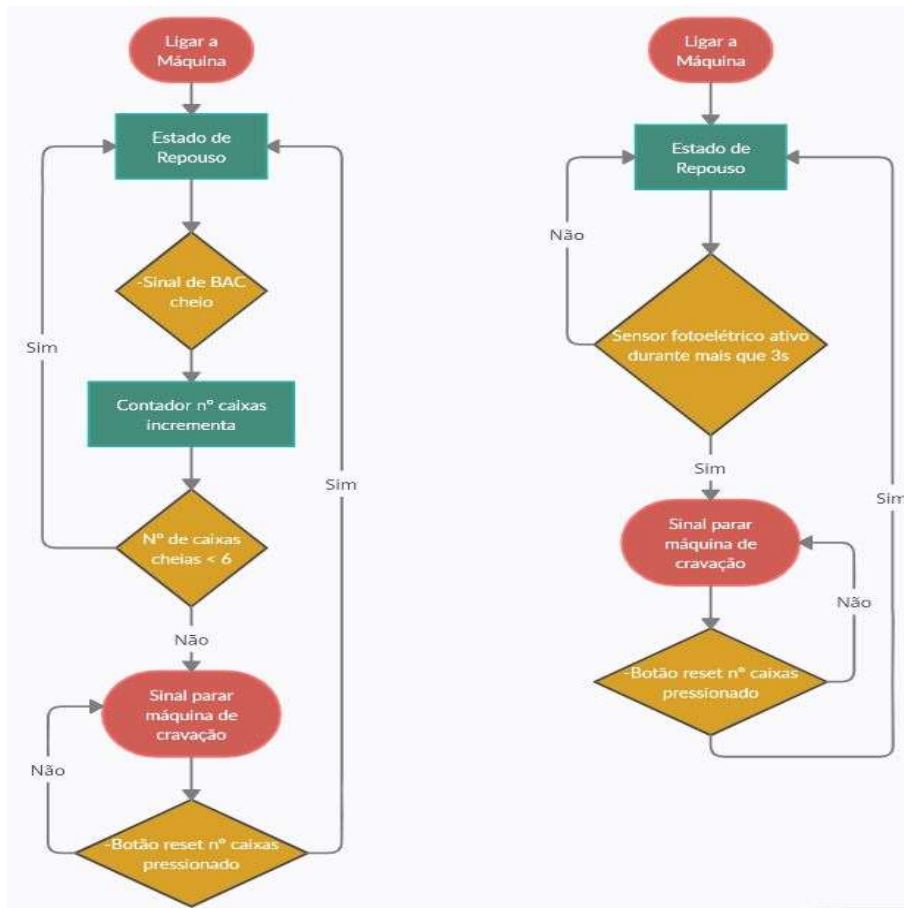 Ligar a
Máquina
Estado de
Repouso
-Sinal de BAC
cheio
Sim
Contador nº caixas
incrementa
Sim
Nº de caixas
cheias < 6
Não
Sinal parar
máquina de
cravação
Não
-Botão reset nº caixas
pressionado
Ligar a
Máquina
Estado de
Repouso
Não
Sensor fotoelétrico ativo
durante mais que 3s
Sim
Sim
Sinal parar
máquina de
cravação
Não
-Botão reset nº caixas
pressionado